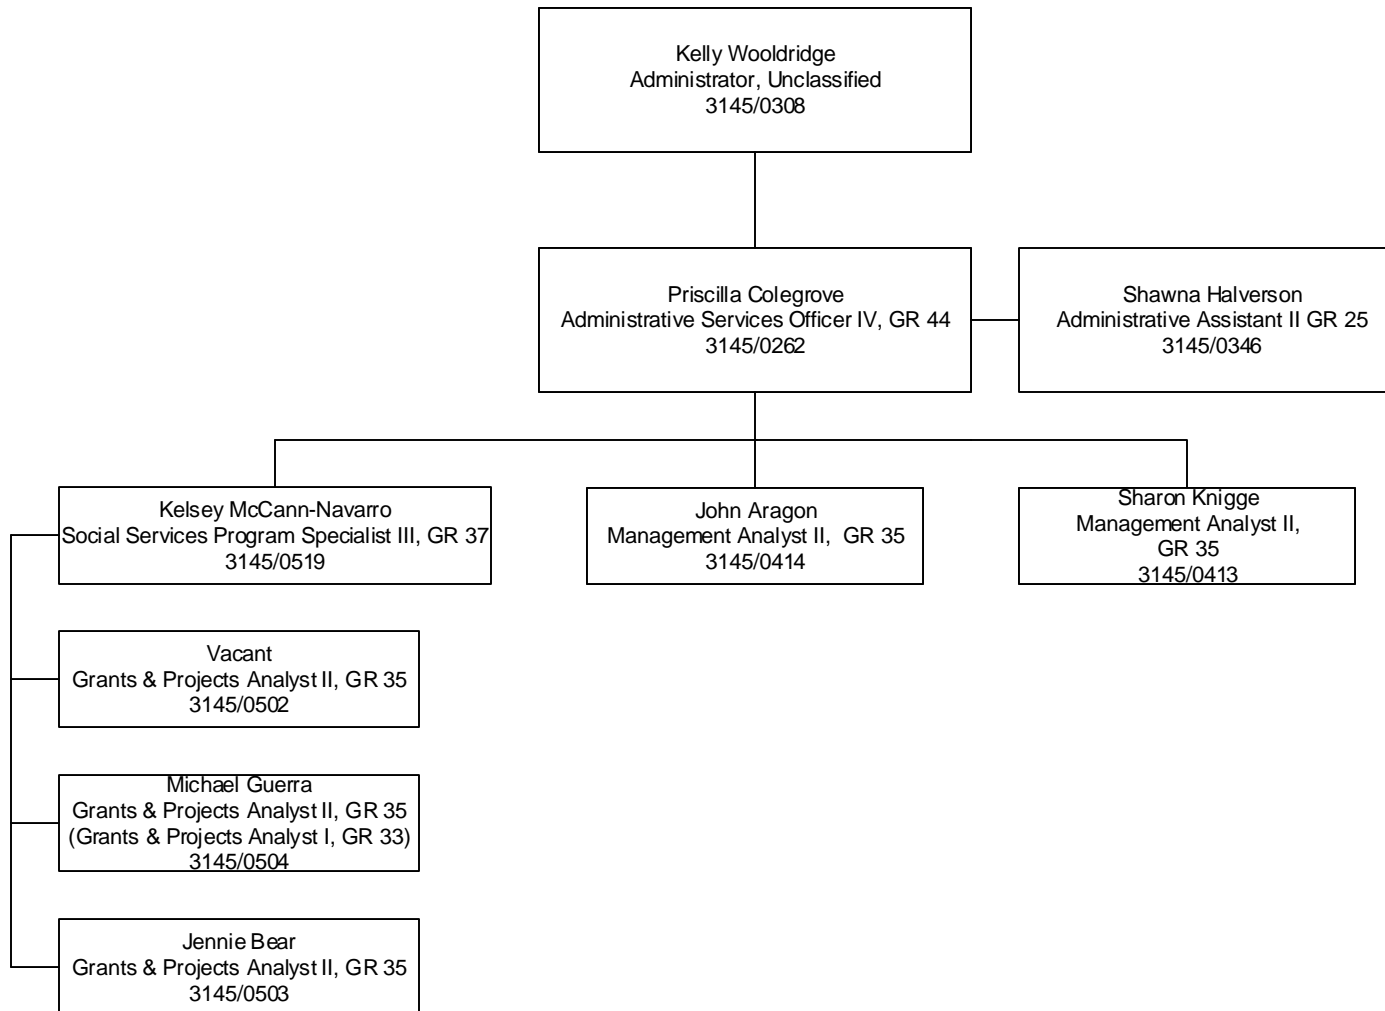 Kelly Wooldridge
Administrator, Unclassified
3145/0308
Priscilla Colegrove
Administrative Services Officer IV, GR 44
3145/0262
Shawna Halverson
Administrative Assistant II GR 25
3145/0346
Kelsey McCann-Navarro
Social Services Program Specialist III, GR 37
3145/0519
John Aragon
Management Analyst II, GR 35
3145/0414
Sharon Knigge
Management Analyst II,
GR 35
3145/0413
Vacant
Grants & Projects Analyst II, GR 35
3145/0502
Michael Guerra
Grants & Projects Analyst II, GR 35
(Grants & Projects Analyst I, GR 33)
3145/0504
Jennie Bear
Grants & Projects Analyst II, GR 35
3145/0503